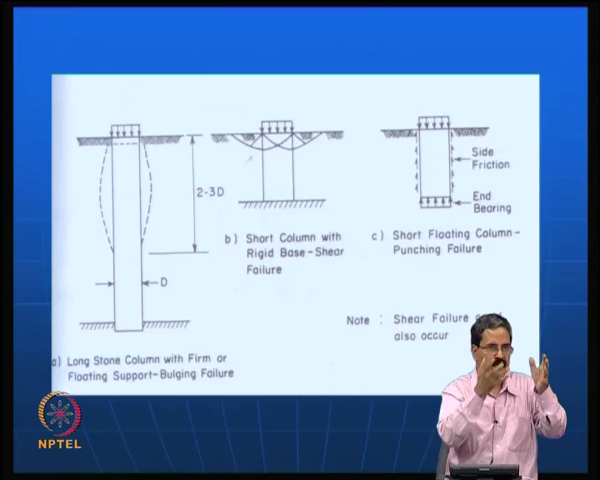 2-3D
D
Side
Friction
End
Bearing
a) Long Stone Column with Firm or
Floating Support-Bulging Failure
b) Short Column with
Rigid Base-Shear
Failure
c) Short Floating Column-
Punching Failure
Note : Shear Failure
also occur
NPTEL